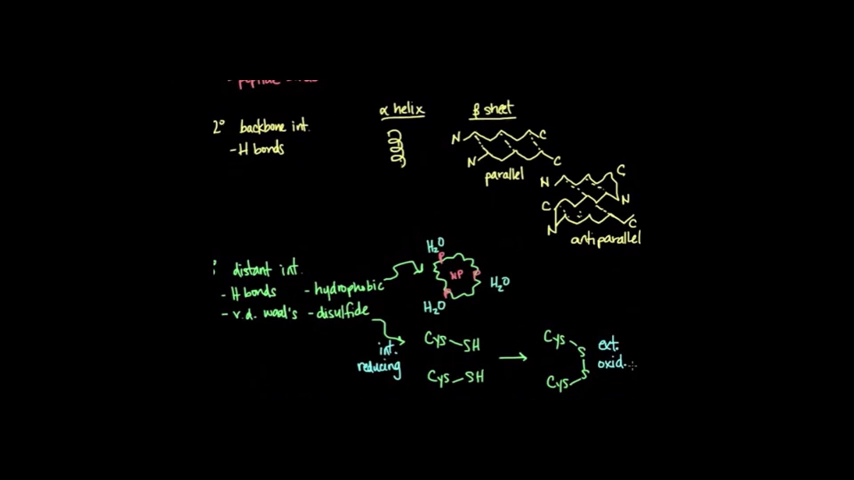 2° backbone int.
- H bonds
α helix
β sheet
N C
N C
parallel
N C
C N
N C
antiparallel
distant int.
- H bonds - hydrophobic
- v.d. waal's - disulfide
H₂O
P
NP P
P
H₂O
H₂O
int.
reducing
Cys-SH
Cys-SH
Cys
S
S
Cys
ext.
oxid..